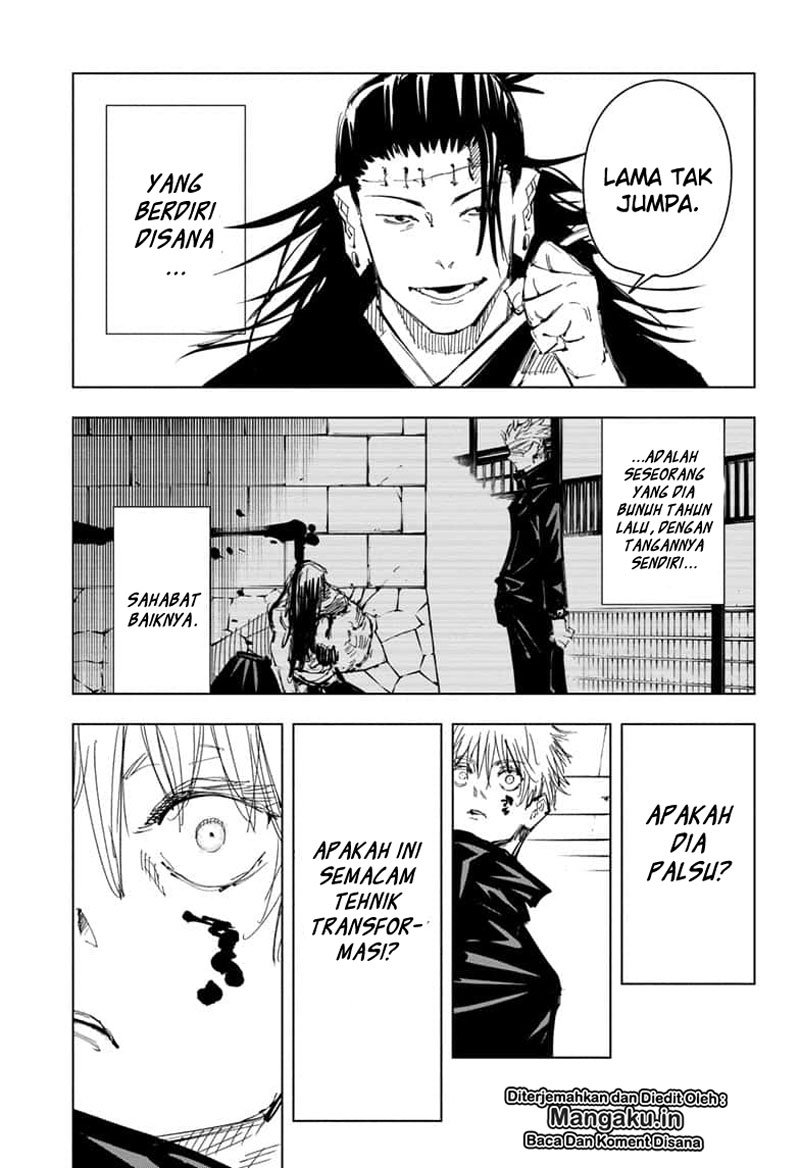 LAMA TAK
JUMPA.
YANG
BERDIRI
DISANA
...
...ADALAH
SESEORANG
YANG DIA
BUNUH TAHUN
LALU, DENGAN
TANGANNYA
SENDIRI...
SAHABAT
BAIKNYA.
APAKAH
DIA
PALSU?
APAKAH INI
SEMACAM
TEHNIK
TRANSFOR-
MASI?
Diterjemahkan dan Diedit Oleh :
Mangaku.in
Baca Dan Koment Disana